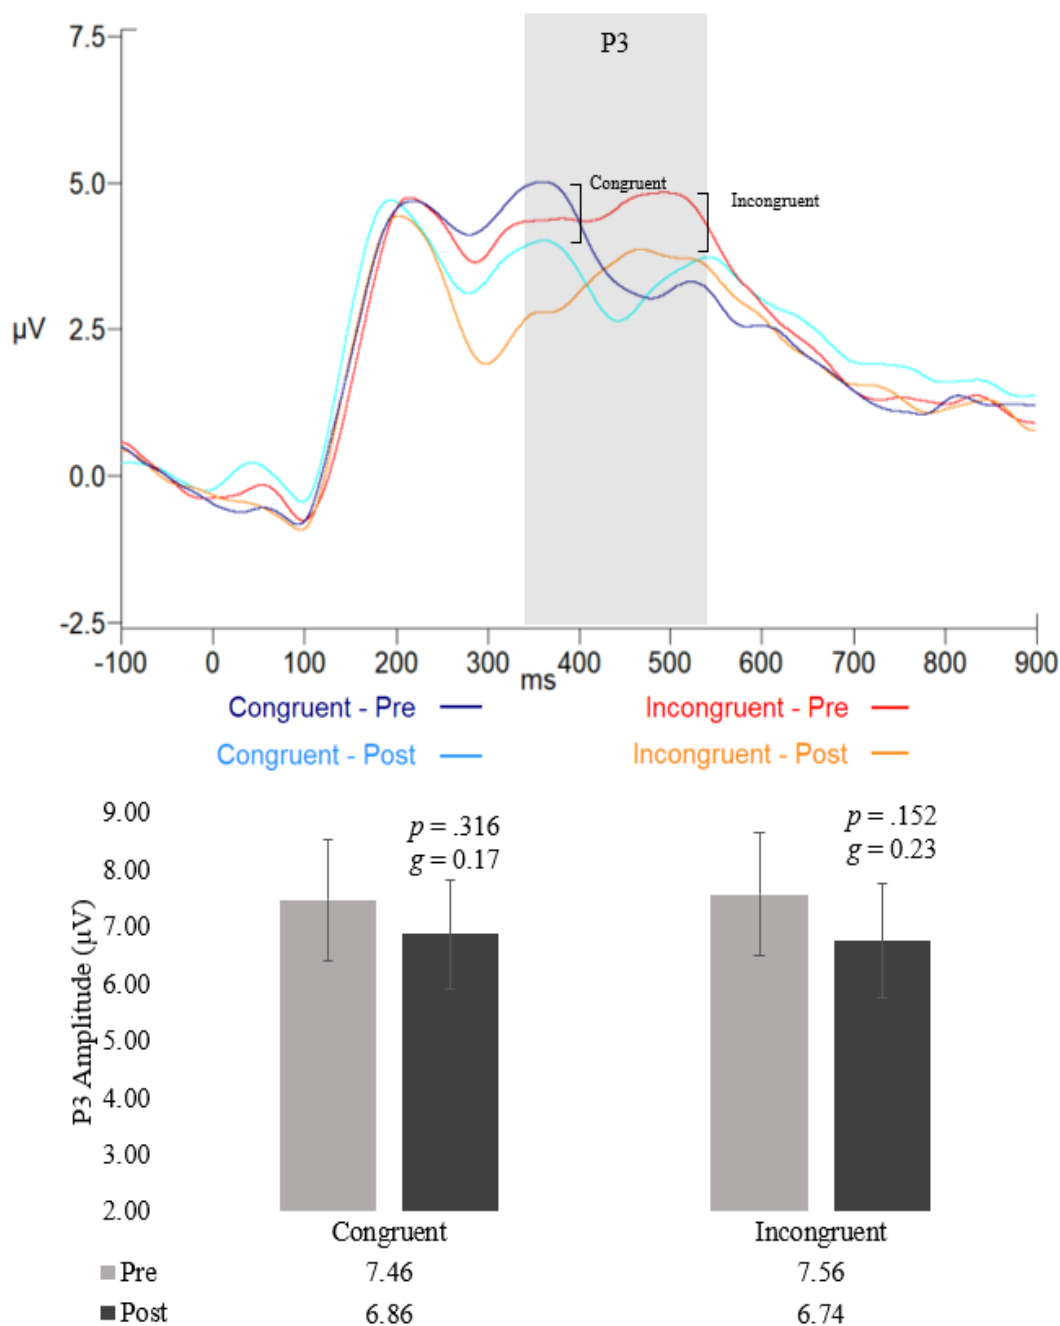 7.5
P3
5.0
Congruent
Incongruent
µV
2.5
0.0
-2.5
-100 0 100 200 300 400 500 600 700 800 900
ms
Congruent - Pre
Incongruent - Pre
Congruent - Post
Incongruent - Post
9.00
8.00
7.00
6.00
5.00
4.00
3.00
2.00
P3 Amplitude (µV)
p = .316
g = 0.17
p = .152
g = 0.23
Congruent Incongruent
Pre 7.46 7.56
Post 6.86 6.74